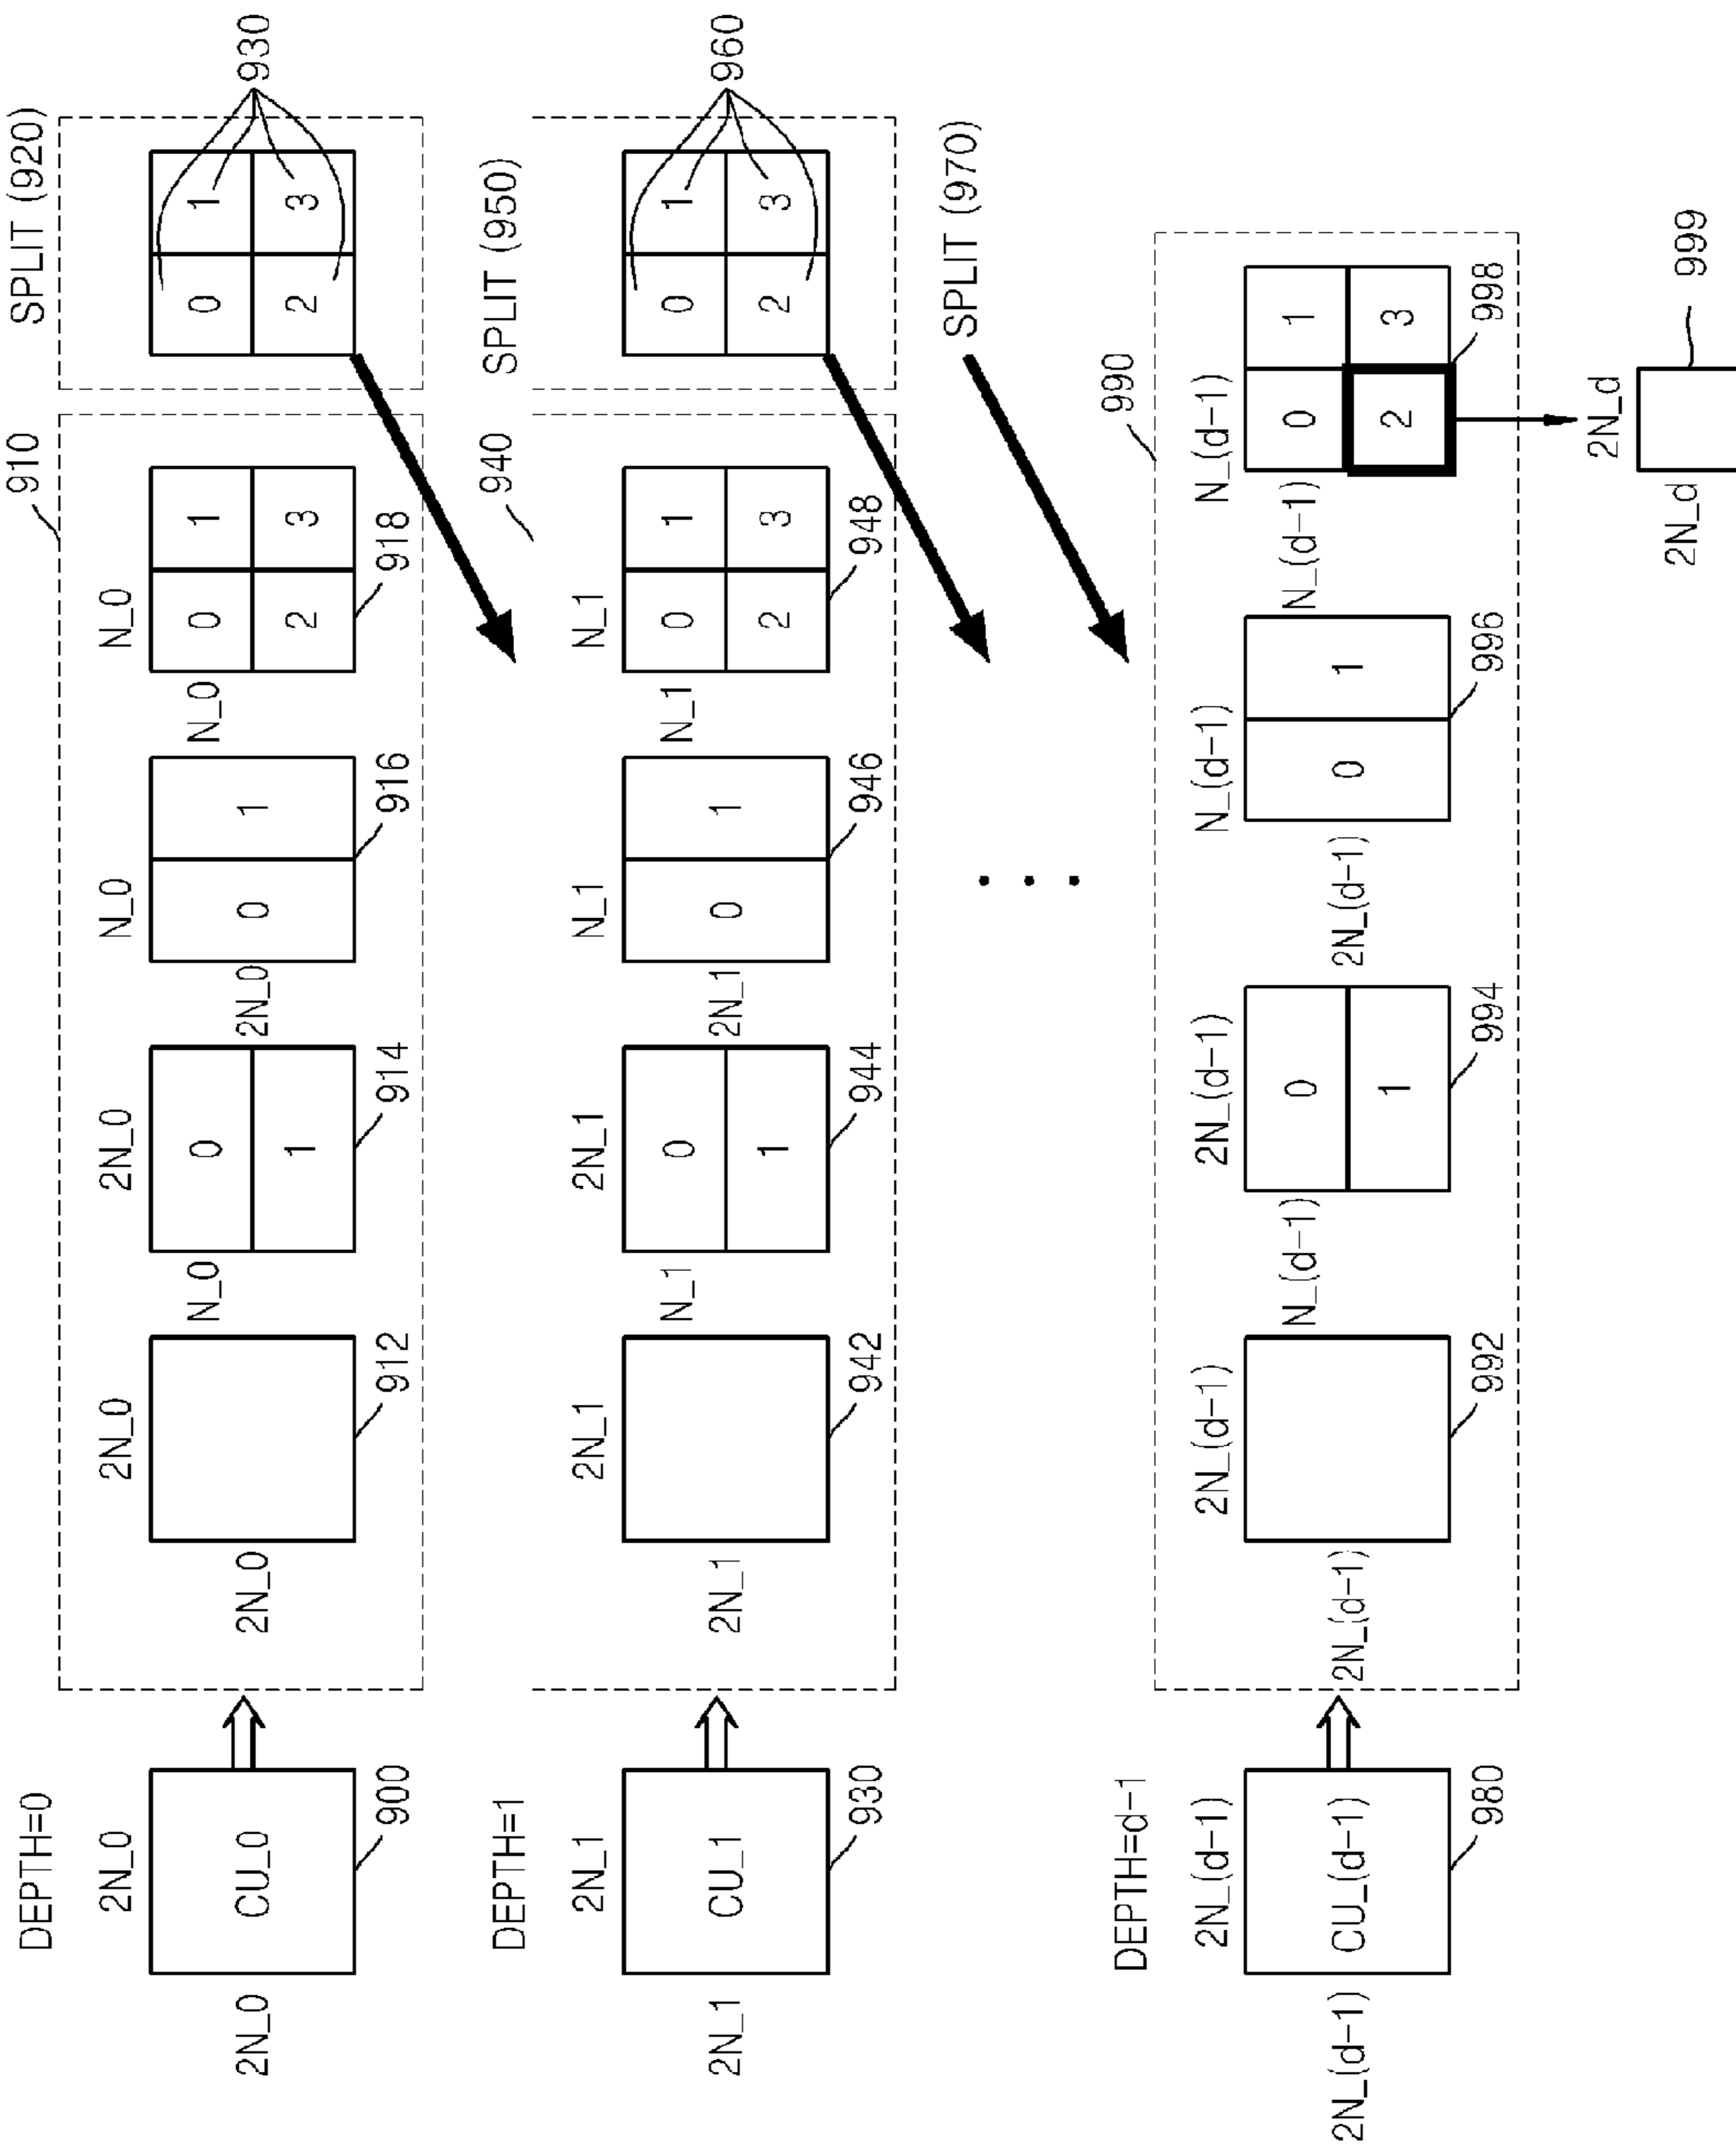 DEPTH=0
2N_0
2N_0
CU_0
900
910
2N_0
2N_0
912
2N_0
N_0
0
1
914
N_0
2N_0
0
1
916
N_0
N_0
0
1
2
3
918
SPLIT (920)
0
1
2
3
930
DEPTH=1
2N_1
2N_1
CU_1
930
940
2N_1
2N_1
942
2N_1
N_1
0
1
944
N_1
2N_1
0
1
946
N_1
N_1
0
1
2
3
948
SPLIT (950)
0
1
2
3
960
SPLIT (970)
DEPTH=d-1
2N_(d-1)
2N_(d-1)
CU_(d-1)
980
990
2N_(d-1)
2N_(d-1)
992
2N_(d-1)
N_(d-1)
0
1
994
N_(d-1)
2N_(d-1)
0
1
996
N_(d-1)
N_(d-1)
0
1
2
3
998
2N_d
2N_d
999